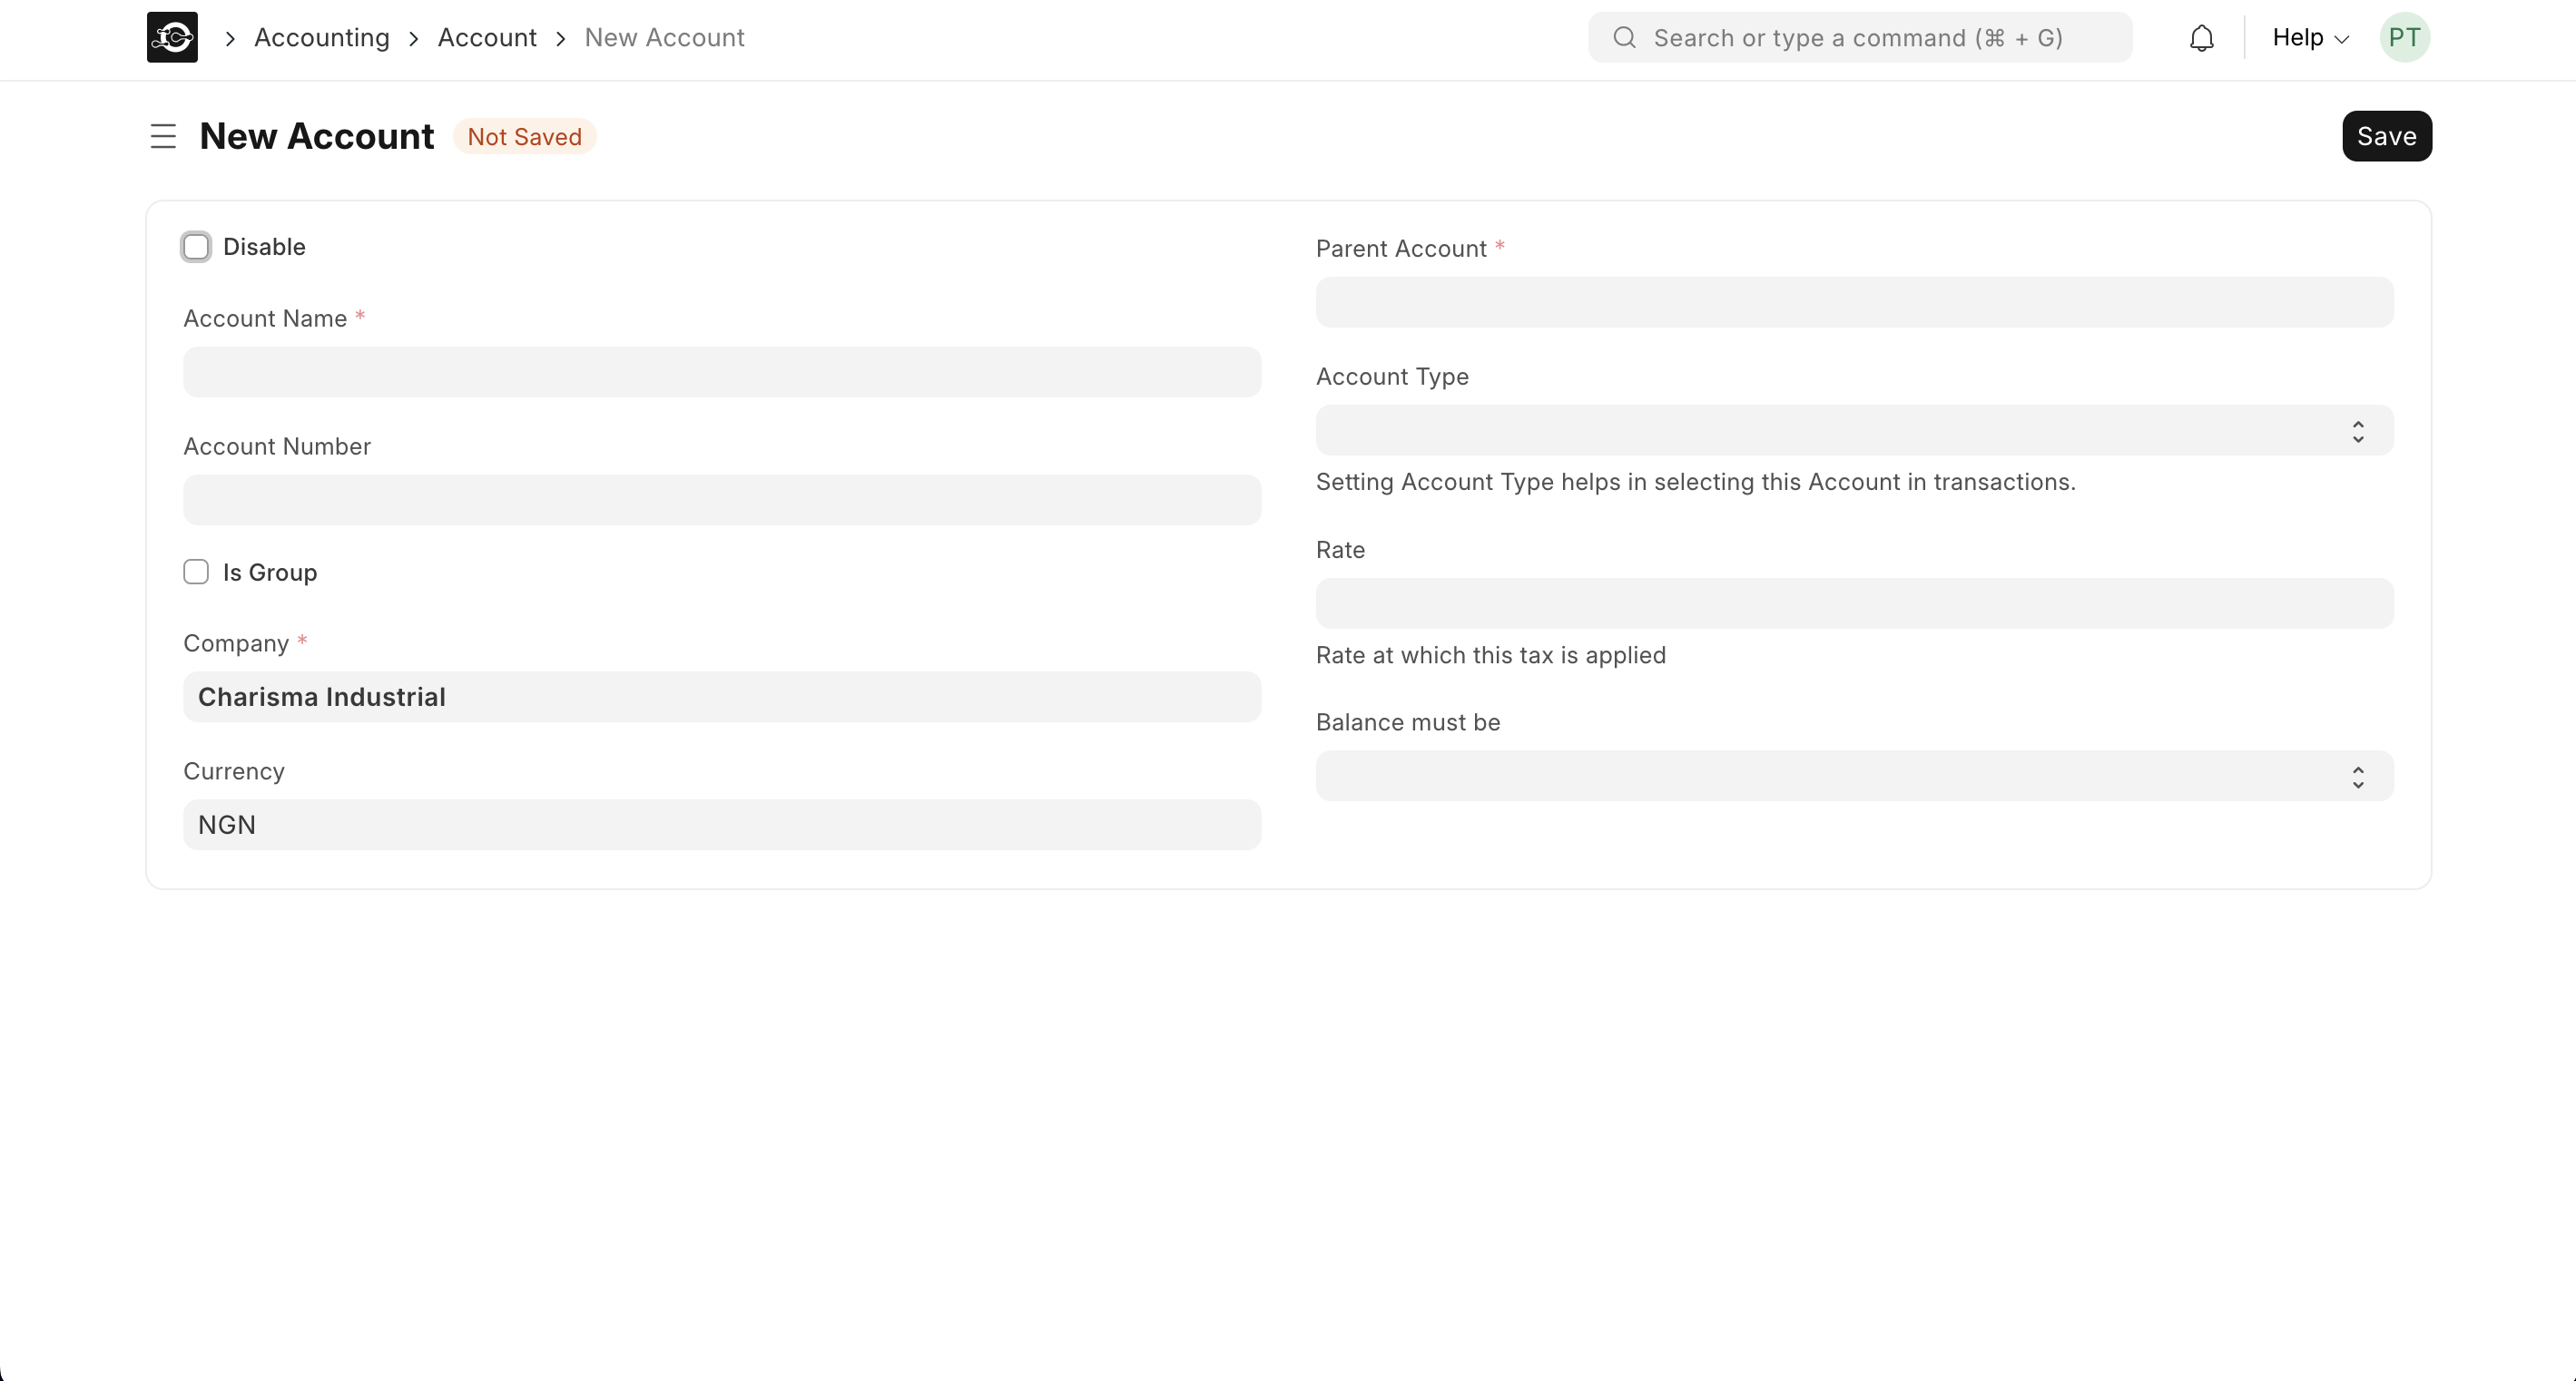 Accounting > Account > New Account
Search or type a command (⌘ + G)
Help
PT
New Account
Not Saved
Save
Disable
Account Name *
Account Number
Is Group
Company *
Charisma Industrial
Currency
NGN
Parent Account *
Account Type
Setting Account Type helps in selecting this Account in transactions.
Rate
Rate at which this tax is applied
Balance must be